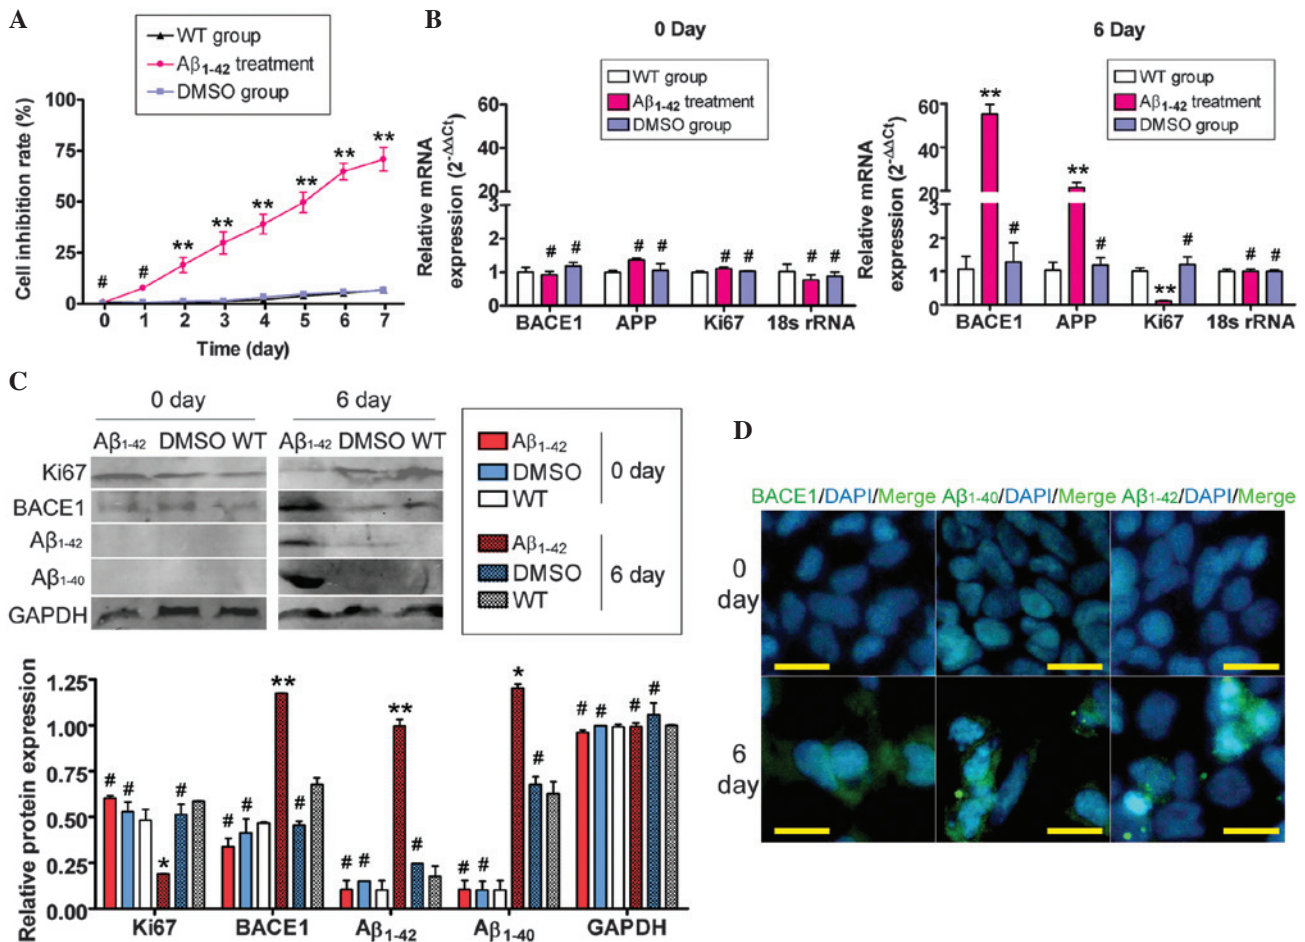 A
WT group
Aβ1-42 treatment
DMSO group
Cell inhibition rate (%)
100
75
50
25
0
# # ** ** ** ** ** **
0 1 2 3 4 5 6 7
Time (day)
B
0 Day
WT group
Aβ1-42 treatment
DMSO group
Relative mRNA
expression (2-ΔΔCt)
60
40
20
3
2
1
0
# # # # # # # #
BACE1 APP Ki67 18s rRNA
6 Day
WT group
Aβ1-42 treatment
DMSO group
Relative mRNA
expression (2-ΔΔCt)
60
40
20
3
2
1
0
** # ** # ** # # #
BACE1 APP Ki67 18s rRNA
C
0 day 6 day
Aβ1-42 DMSO WT Aβ1-42 DMSO WT
Ki67
BACE1
Aβ1-42
Aβ1-40
GAPDH
Aβ1-42
DMSO 0 day
WT
Aβ1-42
DMSO 6 day
WT
Relative protein expression
1.25
1.00
0.75
0.50
0.25
0.00
# # * # # # ** # # # ** # # # * # # # # #
Ki67 BACE1 Aβ1-42 Aβ1-40 GAPDH
D
BACE1/DAPI/Merge Aβ1-40/DAPI/Merge Aβ1-42/DAPI/Merge
0
day
6
day